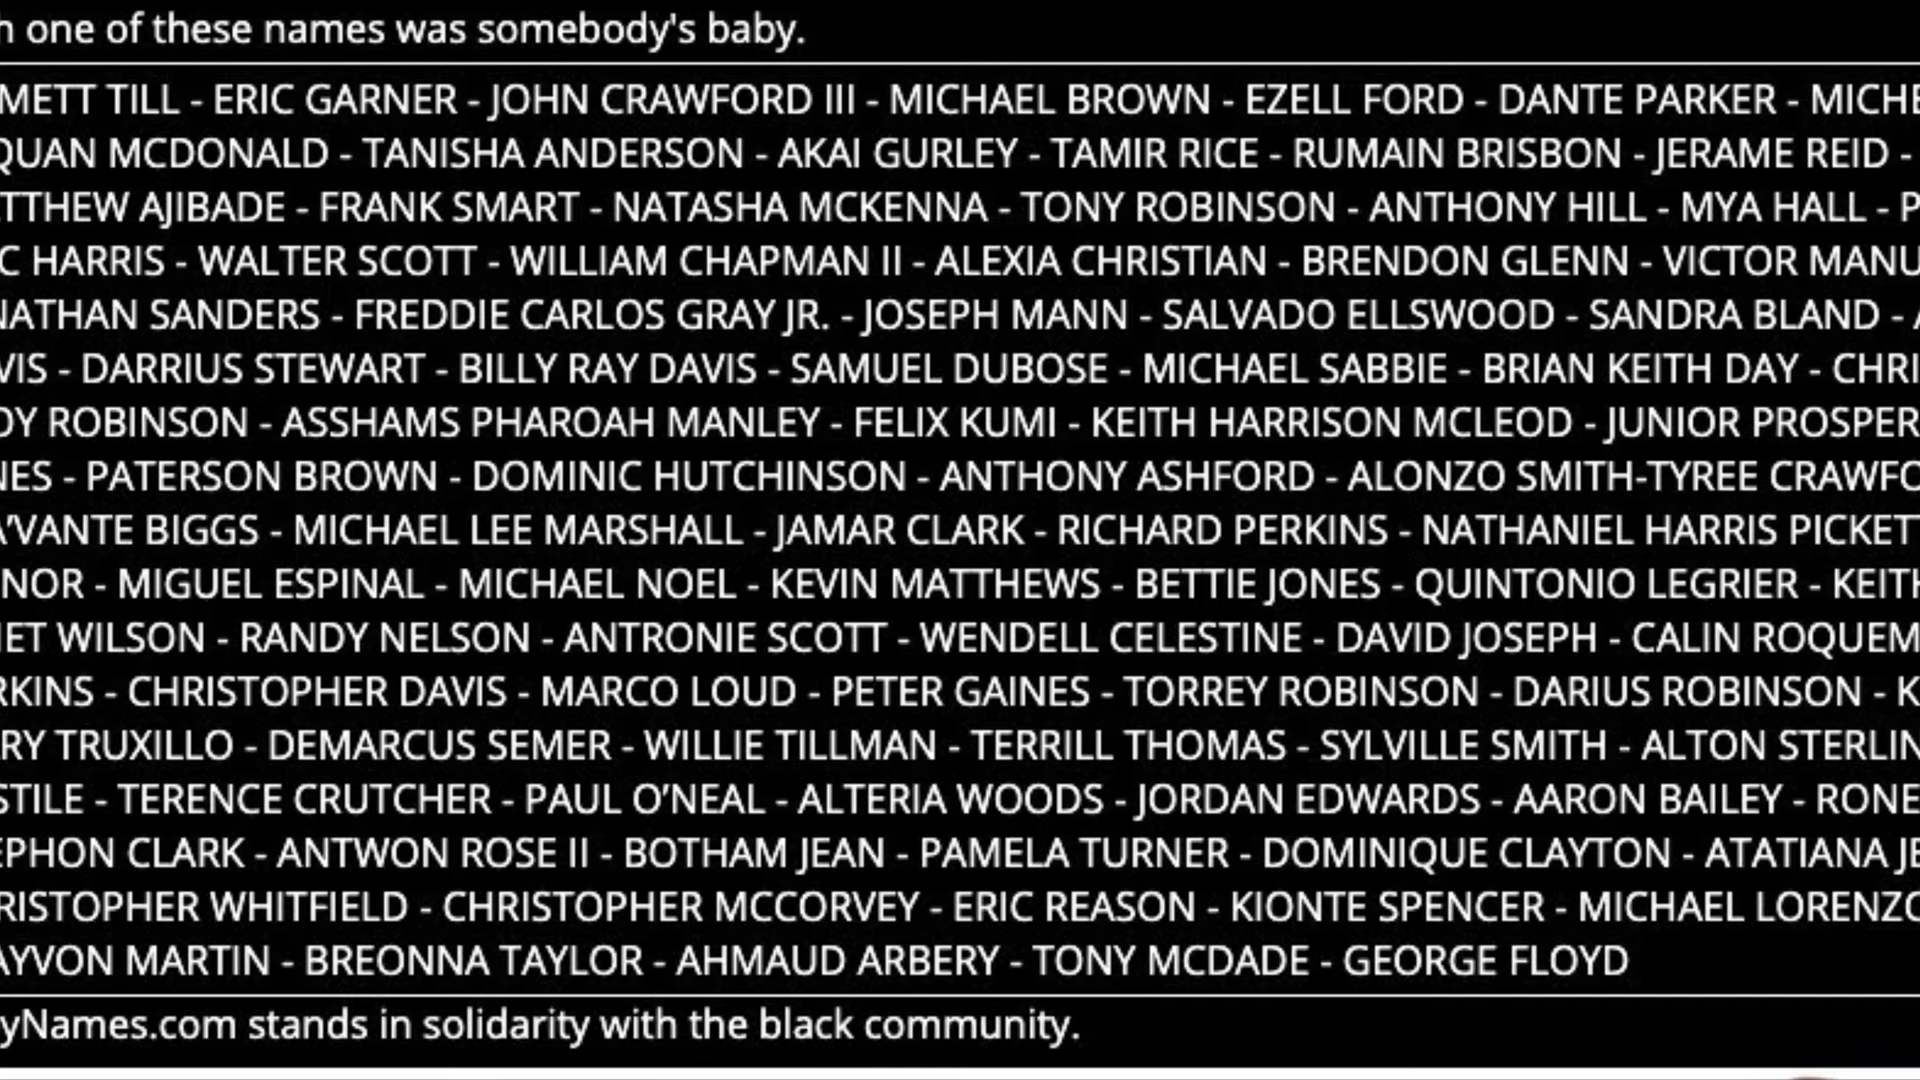 h one of these names was somebody's baby.
METT TILL - ERIC GARNER - JOHN CRAWFORD III - MICHAEL BROWN - EZELL FORD - DANTE PARKER - MICHE
QUAN MCDONALD - TANISHA ANDERSON - AKAI GURLEY - TAMIR RICE - RUMAIN BRISBON - JERAME REID -
TTHEW AJIBADE - FRANK SMART - NATASHA MCKENNA - TONY ROBINSON - ANTHONY HILL - MYA HALL - P
C HARRIS - WALTER SCOTT - WILLIAM CHAPMAN II - ALEXIA CHRISTIAN - BRENDON GLENN - VICTOR MANU
NATHAN SANDERS - FREDDIE CARLOS GRAY JR. - JOSEPH MANN - SALVADO ELLSWOOD - SANDRA BLAND - A
VIS - DARRIUS STEWART - BILLY RAY DAVIS - SAMUEL DUBOSE - MICHAEL SABBIE - BRIAN KEITH DAY - CHRI
DY ROBINSON - ASSHAMS PHAROAH MANLEY - FELIX KUMI - KEITH HARRISON MCLEOD - JUNIOR PROSPER
NES - PATERSON BROWN - DOMINIC HUTCHINSON - ANTHONY ASHFORD - ALONZO SMITH-TYREE CRAWFO
A'VANTE BIGGS - MICHAEL LEE MARSHALL - JAMAR CLARK - RICHARD PERKINS - NATHANIEL HARRIS PICKETT
NOR - MIGUEL ESPINAL - MICHAEL NOEL - KEVIN MATTHEWS - BETTIE JONES - QUINTONIO LEGRIER - KEITH
ET WILSON - RANDY NELSON - ANTRONIE SCOTT - WENDELL CELESTINE - DAVID JOSEPH - CALIN ROQUEM
RKINS - CHRISTOPHER DAVIS - MARCO LOUD - PETER GAINES - TORREY ROBINSON - DARIUS ROBINSON - K
RY TRUXILLO - DEMARCUS SEMER - WILLIE TILLMAN - TERRILL THOMAS - SYLVILLE SMITH - ALTON STERLIN
STILE - TERENCE CRUTCHER - PAUL O’NEAL - ALTERIA WOODS - JORDAN EDWARDS - AARON BAILEY - RONE
EPHON CLARK - ANTWON ROSE II - BOTHAM JEAN - PAMELA TURNER - DOMINIQUE CLAYTON - ATATIANA JE
RISTOPHER WHITFIELD - CHRISTOPHER MCCORVEY - ERIC REASON - KIONTE SPENCER - MICHAEL LORENZO
AYVON MARTIN - BREONNA TAYLOR - AHMAUD ARBERY - TONY MCDADE - GEORGE FLOYD
yNames.com stands in solidarity with the black community.